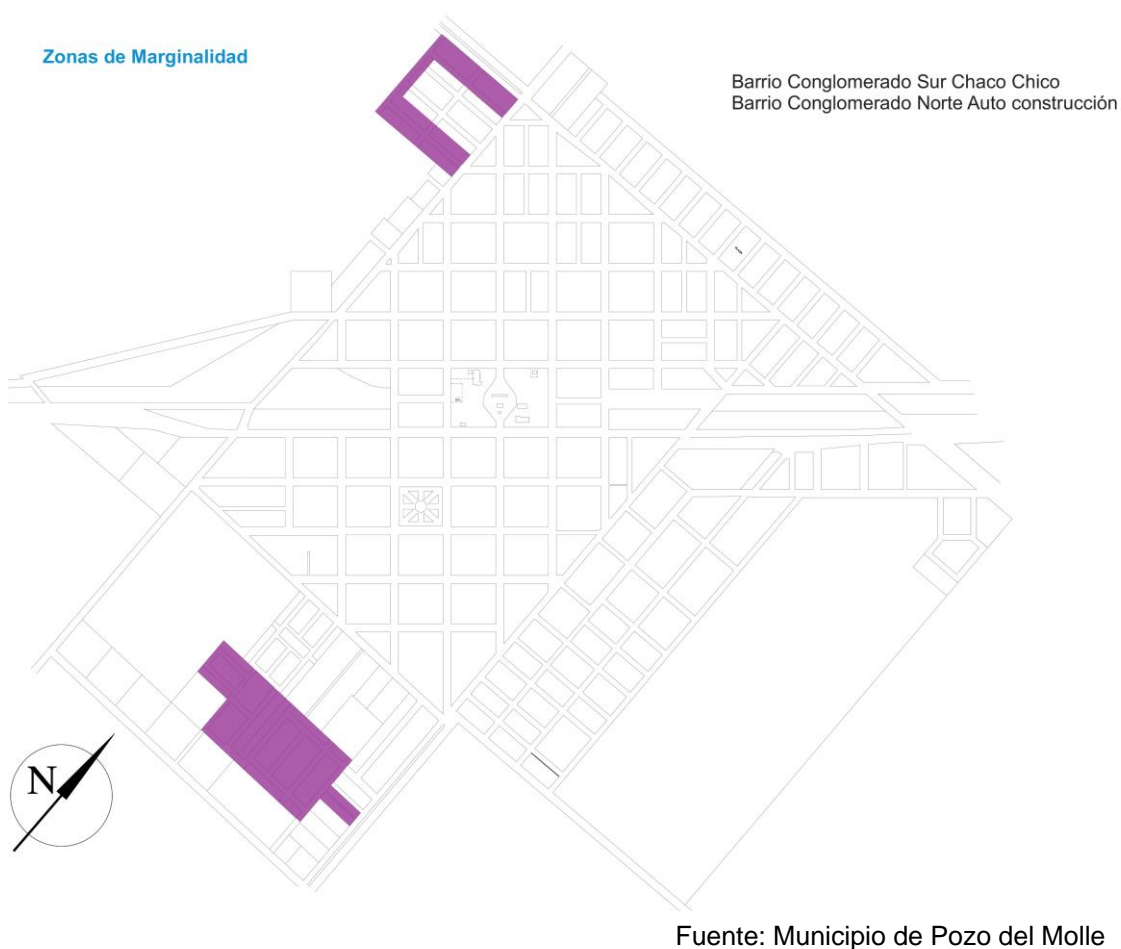 Zonas de Marginalidad
Barrio Conglomerado Sur Chaco Chico
Barrio Conglomerado Norte Auto construcción
N
Fuente: Municipio de Pozo del Molle